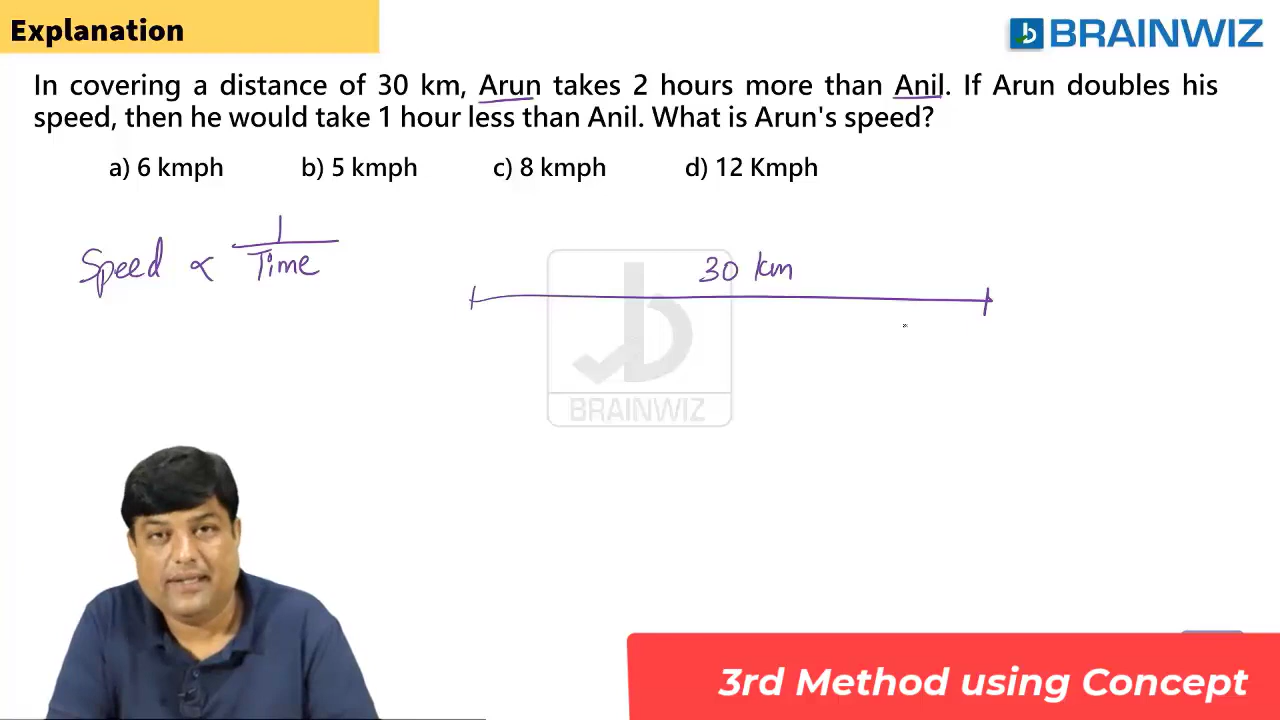 Explanation
BRAINWIZ
In covering a distance of 30 km, Arun takes 2 hours more than Anil. If Arun doubles his
speed, then he would take 1 hour less than Anil. What is Arun's speed?
a) 6 kmph b) 5 kmph c) 8 kmph d) 12 Kmph
Speed ∝ 1/Time
30 km
BRAINWIZ
3rd Method using Concept